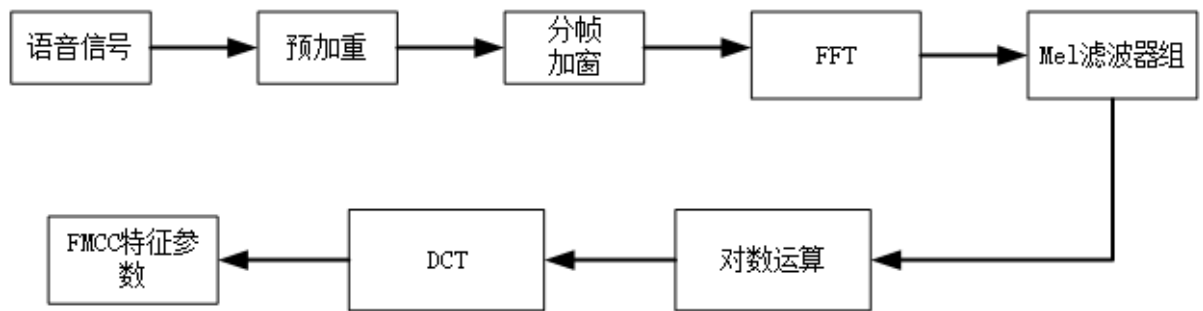 语音信号
预加重
分帧
加窗
FFT
Mel滤波器组
FMCC特征参
数
DCT
对数运算